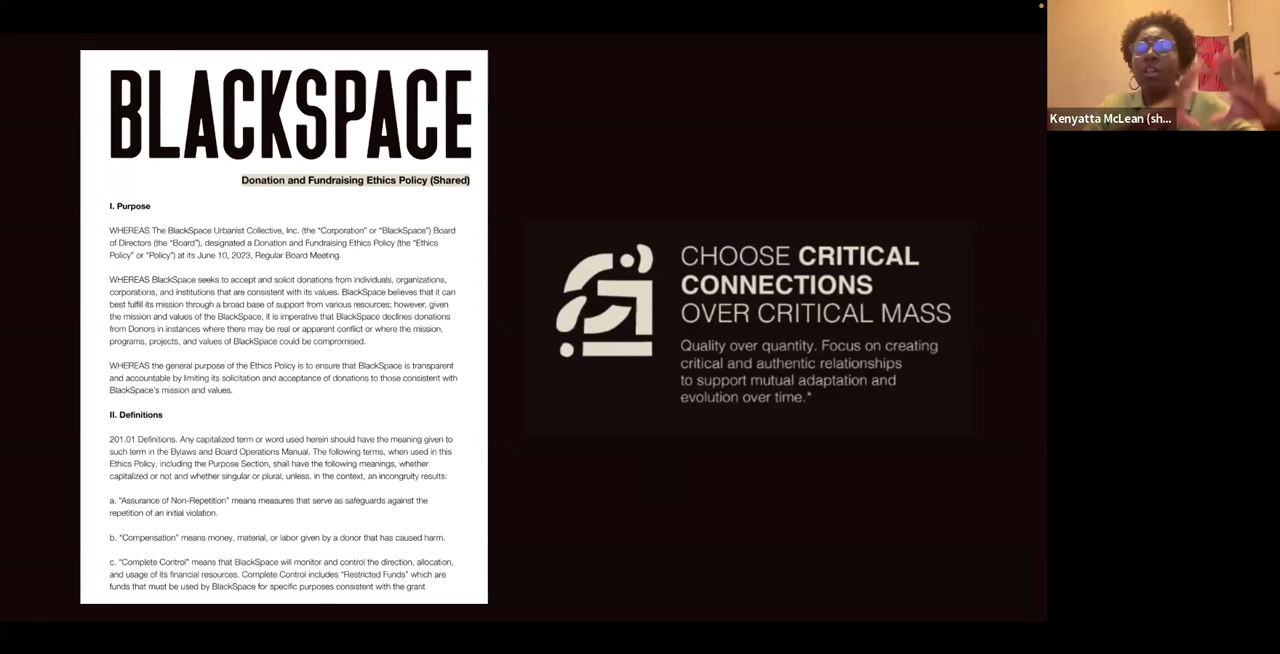 BLACKSPACE
Donation and Fundraising Ethics Policy (Shared)
I. Purpose
WHEREAS The BlackSpace Urbanist Collective, Inc. (the “Corporation” or “BlackSpace”) Board
of Directors (the “Board”), designated a Donation and Fundraising Ethics Policy (the “Ethics
Policy” or “Policy”) at its June 10, 2023, Regular Board Meeting.
WHEREAS BlackSpace seeks to accept and solicit donations from individuals, organizations,
corporations, and institutions that are consistent with its values. BlackSpace believes that it can
best fulfill its mission through a broad base of support from various resources; however, given
the mission and values of the BlackSpace, it is imperative that BlackSpace declines donations
from Donors in instances where there may be real or apparent conflict or where the mission,
programs, projects, and values of BlackSpace could be compromised.
WHEREAS the general purpose of the Ethics Policy is to ensure that BlackSpace is transparent
and accountable by limiting its solicitation and acceptance of donations to those consistent with
BlackSpace’s mission and values.
II. Definitions
201.01 Definitions. Any capitalized term or word used herein should have the meaning given to
such term in the Bylaws and Board Operations Manual. The following terms, when used in this
Ethics Policy, including the Purpose Section, shall have the following meanings, whether
capitalized or not and whether singular or plural, unless, in the context, an incongruity results:
a. “Assurance of Non-Repetition” means measures that serve as safeguards against the
repetition of an initial violation.
b. “Compensation” means money, material, or labor given by a donor that has caused harm.
c. “Complete Control” means that BlackSpace will monitor and control the direction, allocation,
and usage of its financial resources. Complete Control includes “Restricted Funds” which are
funds that must be used by BlackSpace for specific purposes consistent with the grant
CHOOSE CRITICAL
CONNECTIONS
OVER CRITICAL MASS
Quality over quantity. Focus on creating
critical and authentic relationships
to support mutual adaptation and
evolution over time.*
Kenyatta McLean (sh...